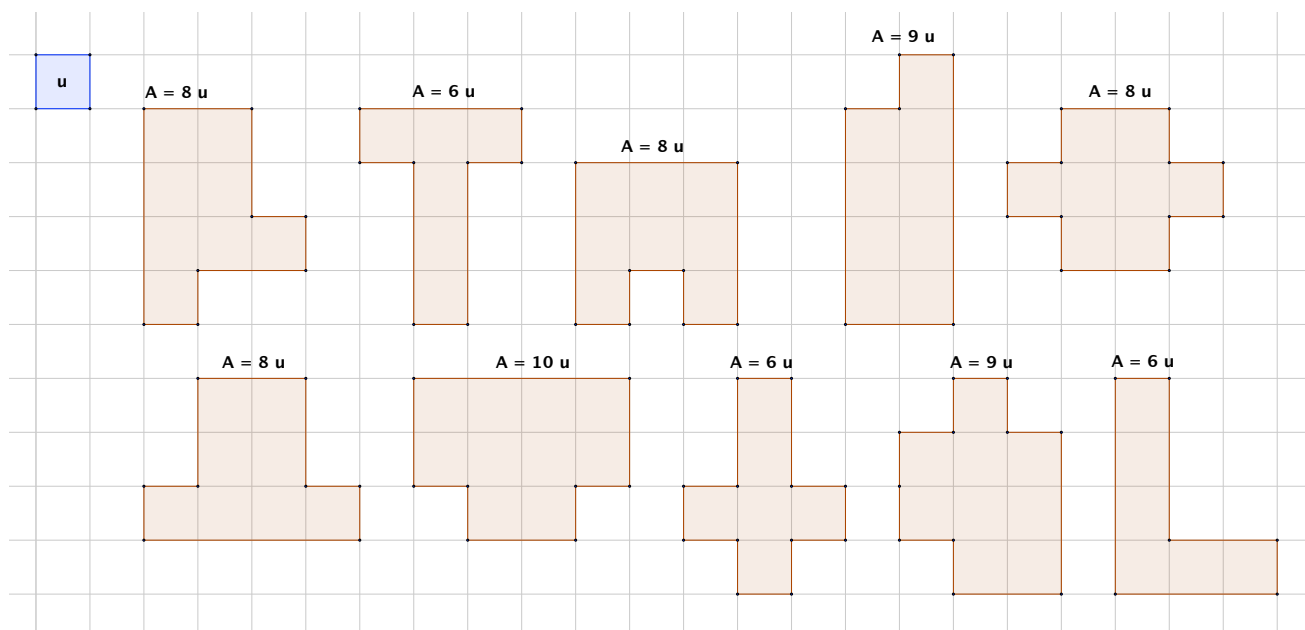 A = 9 u
u
A = 8 u
A = 6 u
A = 8 u
A = 8 u
A = 8 u
A = 10 u
A = 6 u
A = 9 u
A = 6 u